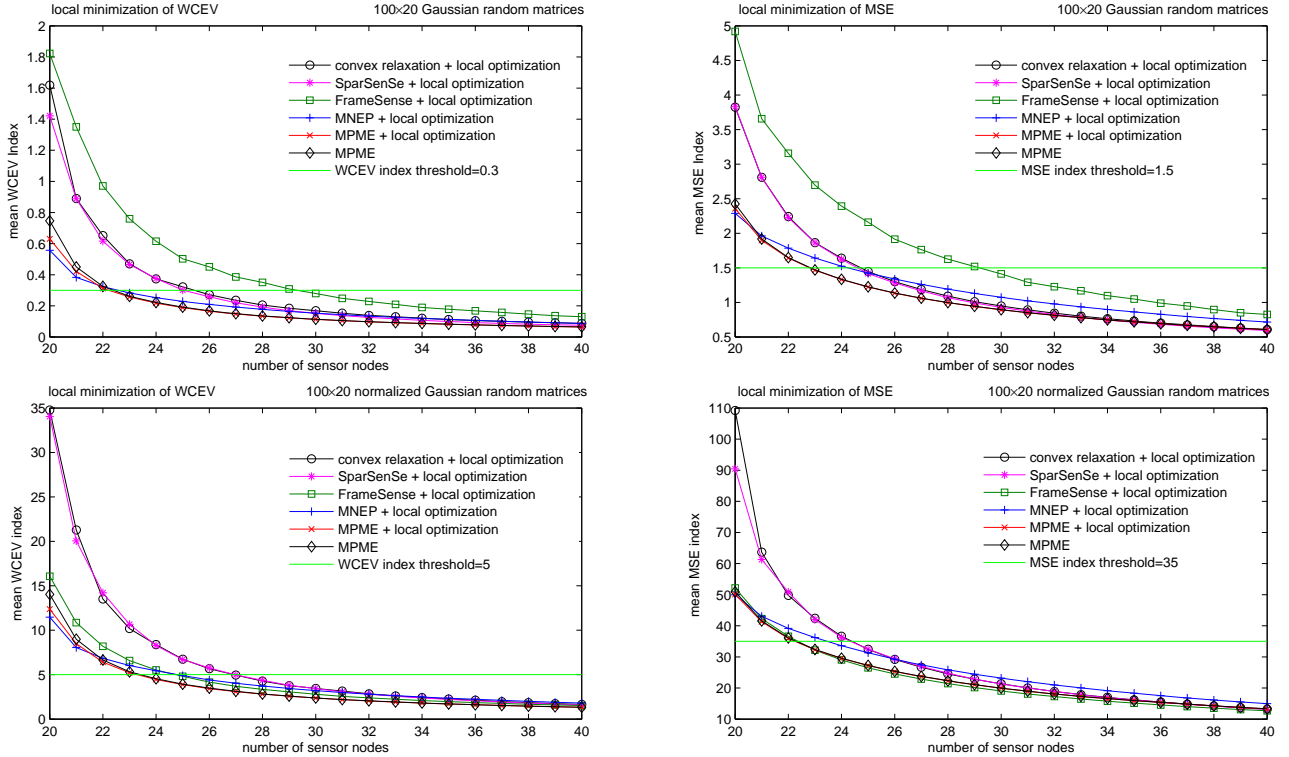 local minimization of WCEV 100×20 Gaussian random matrices
2
1.8
1.6
1.4
1.2
1
0.8
0.6
0.4
0.2
0
mean WCEV Index
convex relaxation + local optimization
SparSenSe + local optimization
FrameSense + local optimization
MNEP + local optimization
MPME + local optimization
MPME
WCEV index threshold=0.3
20 22 24 26 28 30 32 34 36 38 40
number of sensor nodes
local minimization of MSE 100×20 Gaussian random matrices
5
4.5
4
3.5
3
2.5
2
1.5
1
0.5
mean MSE Index
convex relaxation + local optimization
SparSenSe + local optimization
FrameSense + local optimization
MNEP + local optimization
MPME + local optimization
MPME
MSE index threshold=1.5
20 22 24 26 28 30 32 34 36 38 40
number of sensor nodes
local minimization of WCEV 100×20 normalized Gaussian random matrices
35
30
25
20
15
10
5
0
mean WCEV index
convex relaxation + local optimization
SparSenSe + local optimization
FrameSense + local optimization
MNEP + local optimization
MPME + local optimization
MPME
WCEV index threshold=5
20 22 24 26 28 30 32 34 36 38 40
number of sensor nodes
local minimization of MSE 100×20 normalized Gaussian random matrices
110
100
90
80
70
60
50
40
30
20
10
mean MSE index
convex relaxation + local optimization
SparSenSe + local optimization
FrameSense + local optimization
MNEP + local optimization
MPME + local optimization
MPME
MSE index threshold=35
20 22 24 26 28 30 32 34 36 38 40
number of sensor nodes